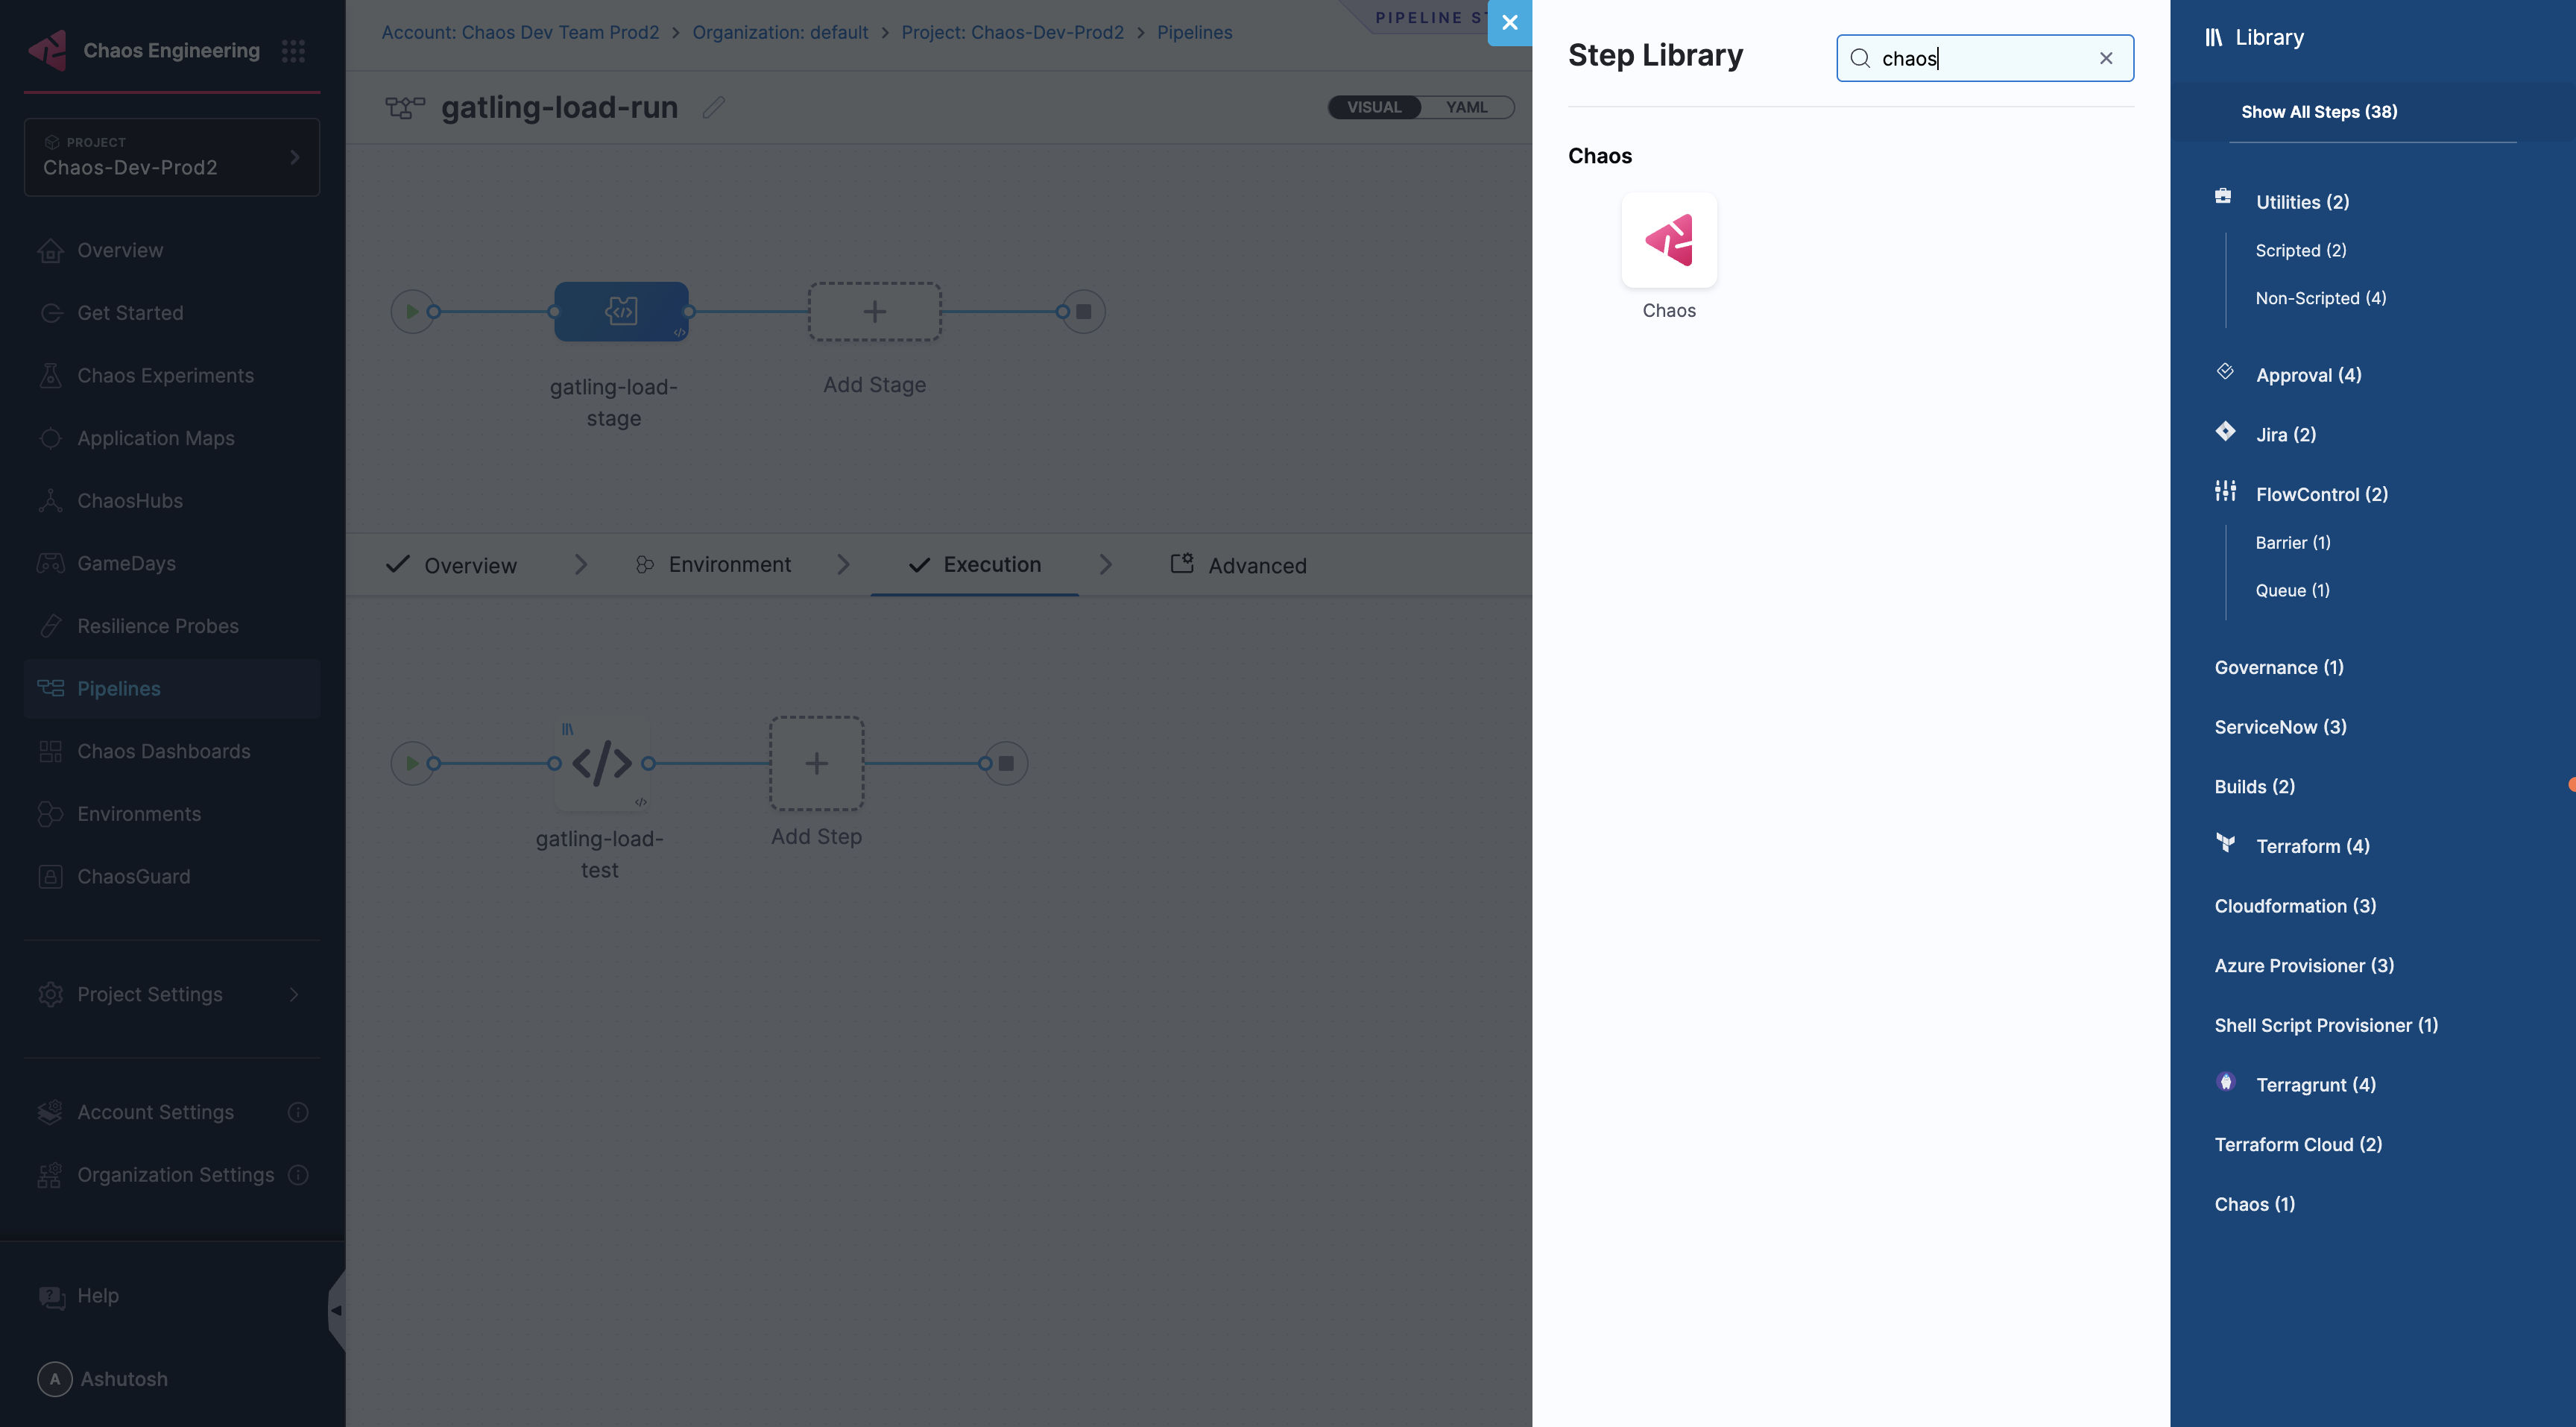 Chaos Engineering
PROJECT
Chaos-Dev-Prod2
Overview
Get Started
Chaos Experiments
Application Maps
ChaosHubs
GameDays
Resilience Probes
Pipelines
Chaos Dashboards
Environments
ChaosGuard
Project Settings
Account Settings
Organization Settings
Help
A Ashutosh
Account: Chaos Dev Team Prod2 > Organization: default > Project: Chaos-Dev-Prod2 > Pipelines
PIPELINE
gatling-load-run
VISUAL YAML
gatling-load-
stage
Add Stage
Overview > Environment > Execution > Advanced
gatling-load-
test
Add Step
Step Library
chaos
Chaos
Chaos
Library
Show All Steps (38)
Utilities (2)
Scripted (2)
Non-Scripted (4)
Approval (4)
Jira (2)
FlowControl (2)
Barrier (1)
Queue (1)
Governance (1)
ServiceNow (3)
Builds (2)
Terraform (4)
Cloudformation (3)
Azure Provisioner (3)
Shell Script Provisioner (1)
Terragrunt (4)
Terraform Cloud (2)
Chaos (1)